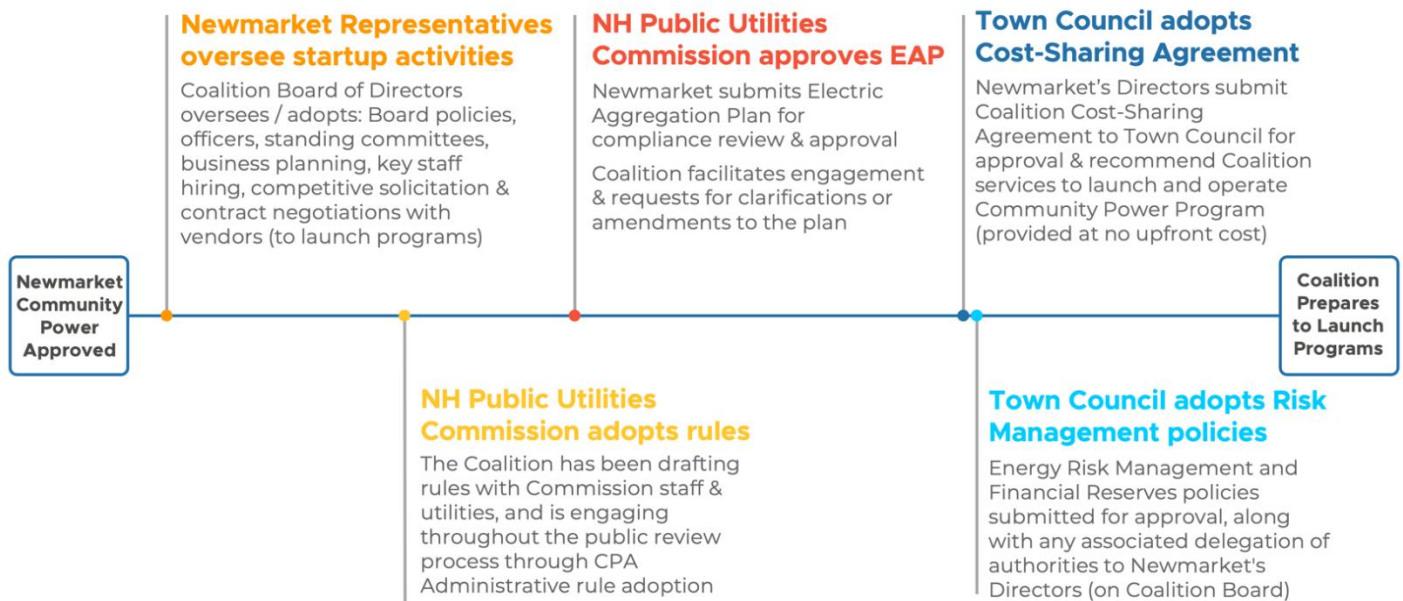 Newmarket
Community
Power
Approved
Newmarket Representatives
oversee startup activities
Coalition Board of Directors
oversees / adopts: Board policies,
officers, standing committees,
business planning, key staff
hiring, competitive solicitation &
contract negotiations with
vendors (to launch programs)
NH Public Utilities
Commission adopts rules
The Coalition has been drafting
rules with Commission staff &
utilities, and is engaging
throughout the public review
process through CPA
Administrative rule adoption
NH Public Utilities
Commission approves EAP
Newmarket submits Electric
Aggregation Plan for
compliance review & approval
Coalition facilitates engagement
& requests for clarifications or
amendments to the plan
Town Council adopts
Cost-Sharing Agreement
Newmarket’s Directors submit
Coalition Cost-Sharing
Agreement to Town Council for
approval & recommend Coalition
services to launch and operate
Community Power Program
(provided at no upfront cost)
Town Council adopts Risk
Management policies
Energy Risk Management and
Financial Reserves policies
submitted for approval, along
with any associated delegation of
authorities to Newmarket's
Directors (on Coalition Board)
Coalition
Prepares
to Launch
Programs